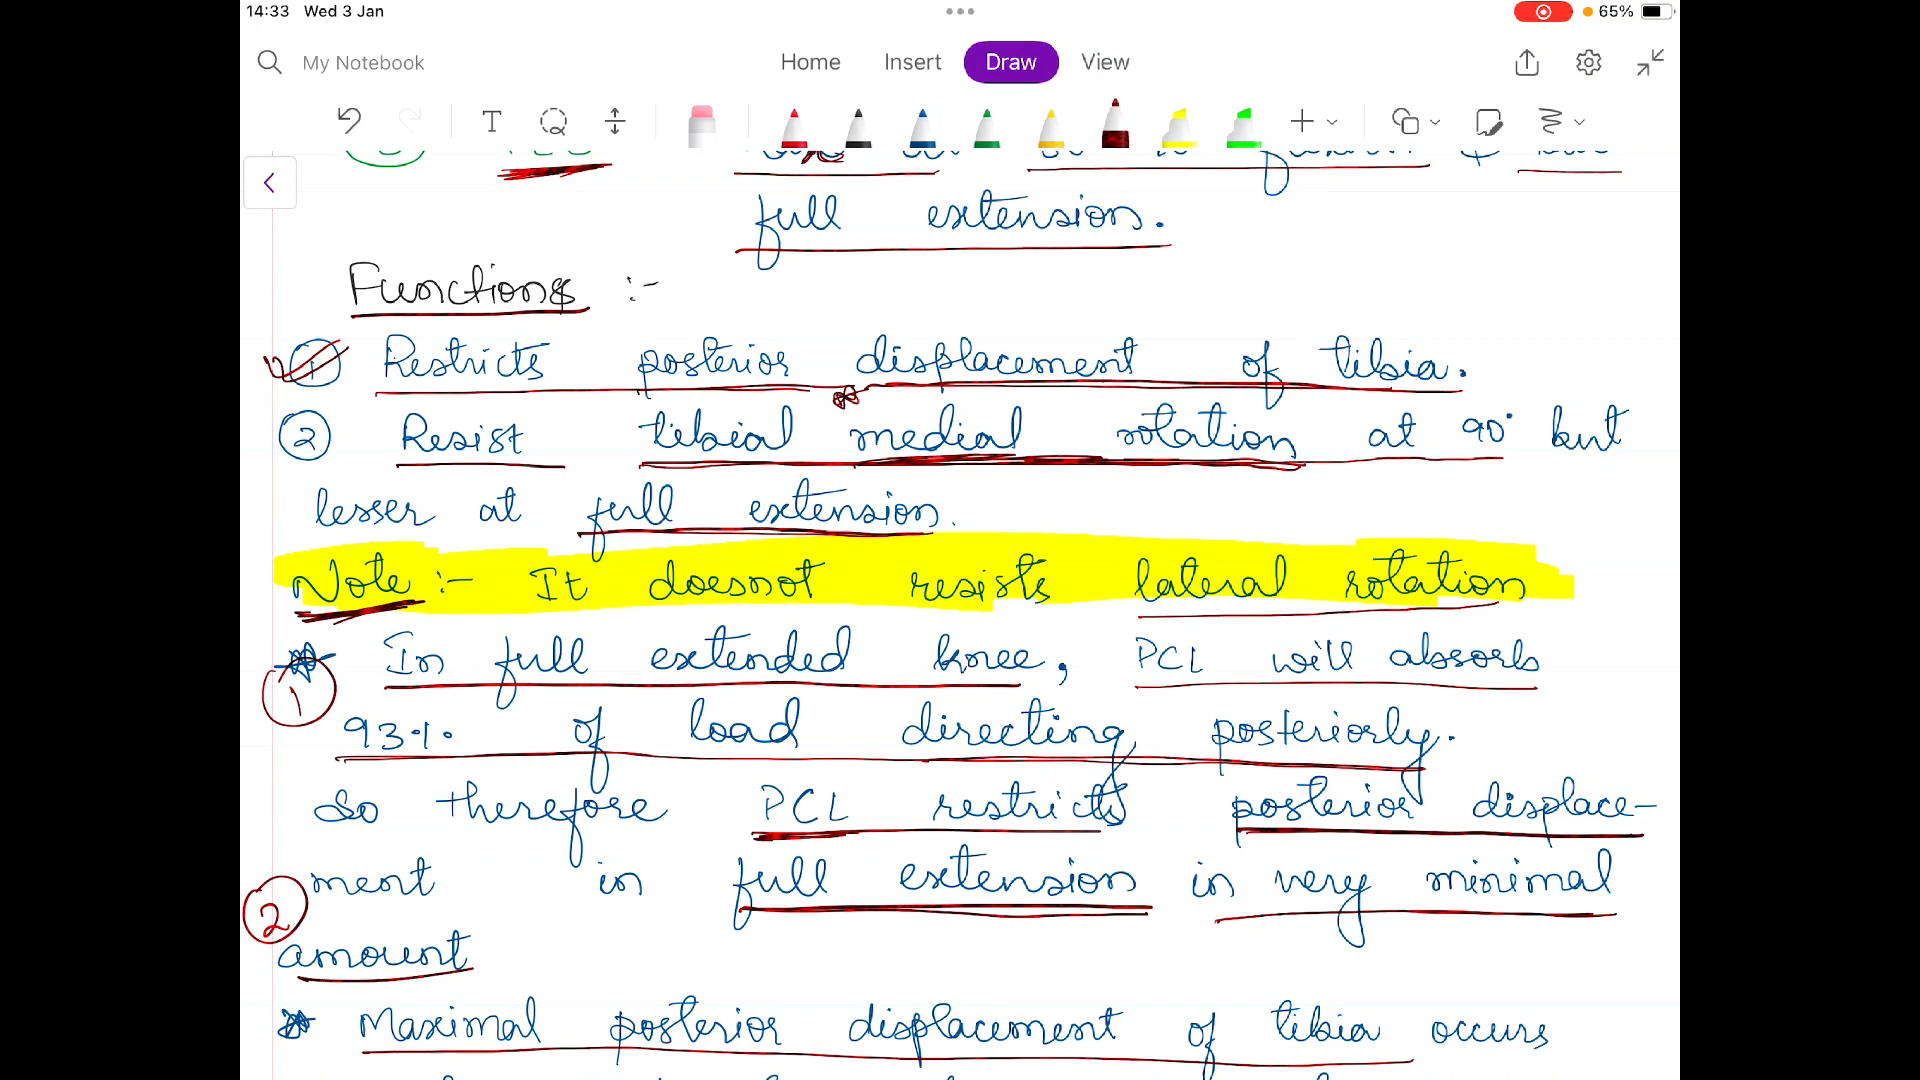 14:33 Wed 3 Jan
65%
My Notebook
Home Insert Draw View
full extension.
Functions :-
① Restricts posterior displacement of tibia.
② Resist tibial medial rotation at 90° but
lesser at full extension.
Note :- It doesnot resists lateral rotation
In full extended knee, PCL will absorb
1
93% of load directing posteriorly.
So therefore PCL restricts posterior displace-
ment in full extension in very minimal
2
amount
Maximal posterior displacement of tibia occurs